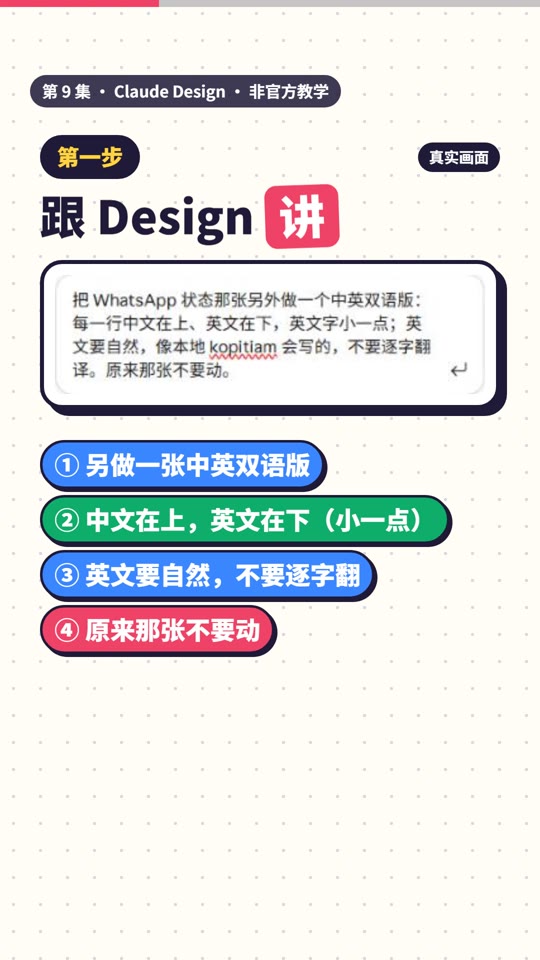 第 9 集 · Claude Design · 非官方教学
第一步
真实画面
跟 Design 讲
把 WhatsApp 状态那张另外做一个中英双语版：
每一行中文在上、英文在下，英文字小一点；英
文要自然，像本地 kopitiam 会写的，不要逐字翻
译。原来那张不要动。
① 另做一张中英双语版
② 中文在上，英文在下（小一点）
③ 英文要自然，不要逐字翻
④ 原来那张不要动